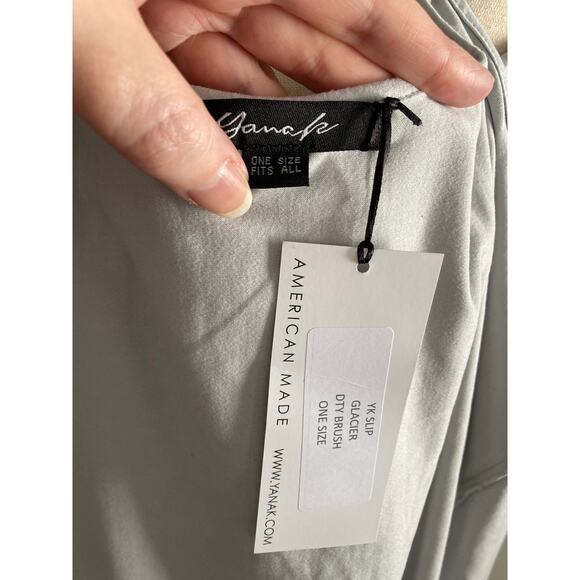 Yanak
ONE SIZE
FITS ALL
AMERICAN MADE
WWW.YANAK.COM
YK SLIP
GLACIER
DTY BRUSH
ONE SIZE